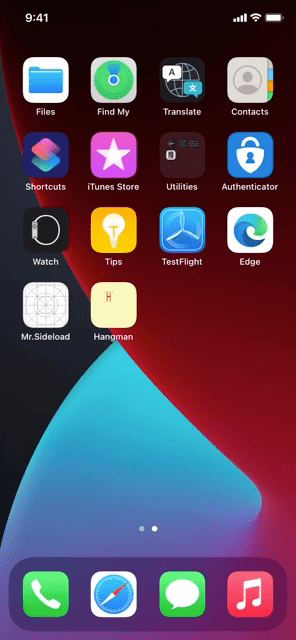 9:41
Files Find My Translate Contacts
A 文
Shortcuts iTunes Store Utilities Authenticator
Watch Tips TestFlight Edge
H
Mr.Sideload Hangman